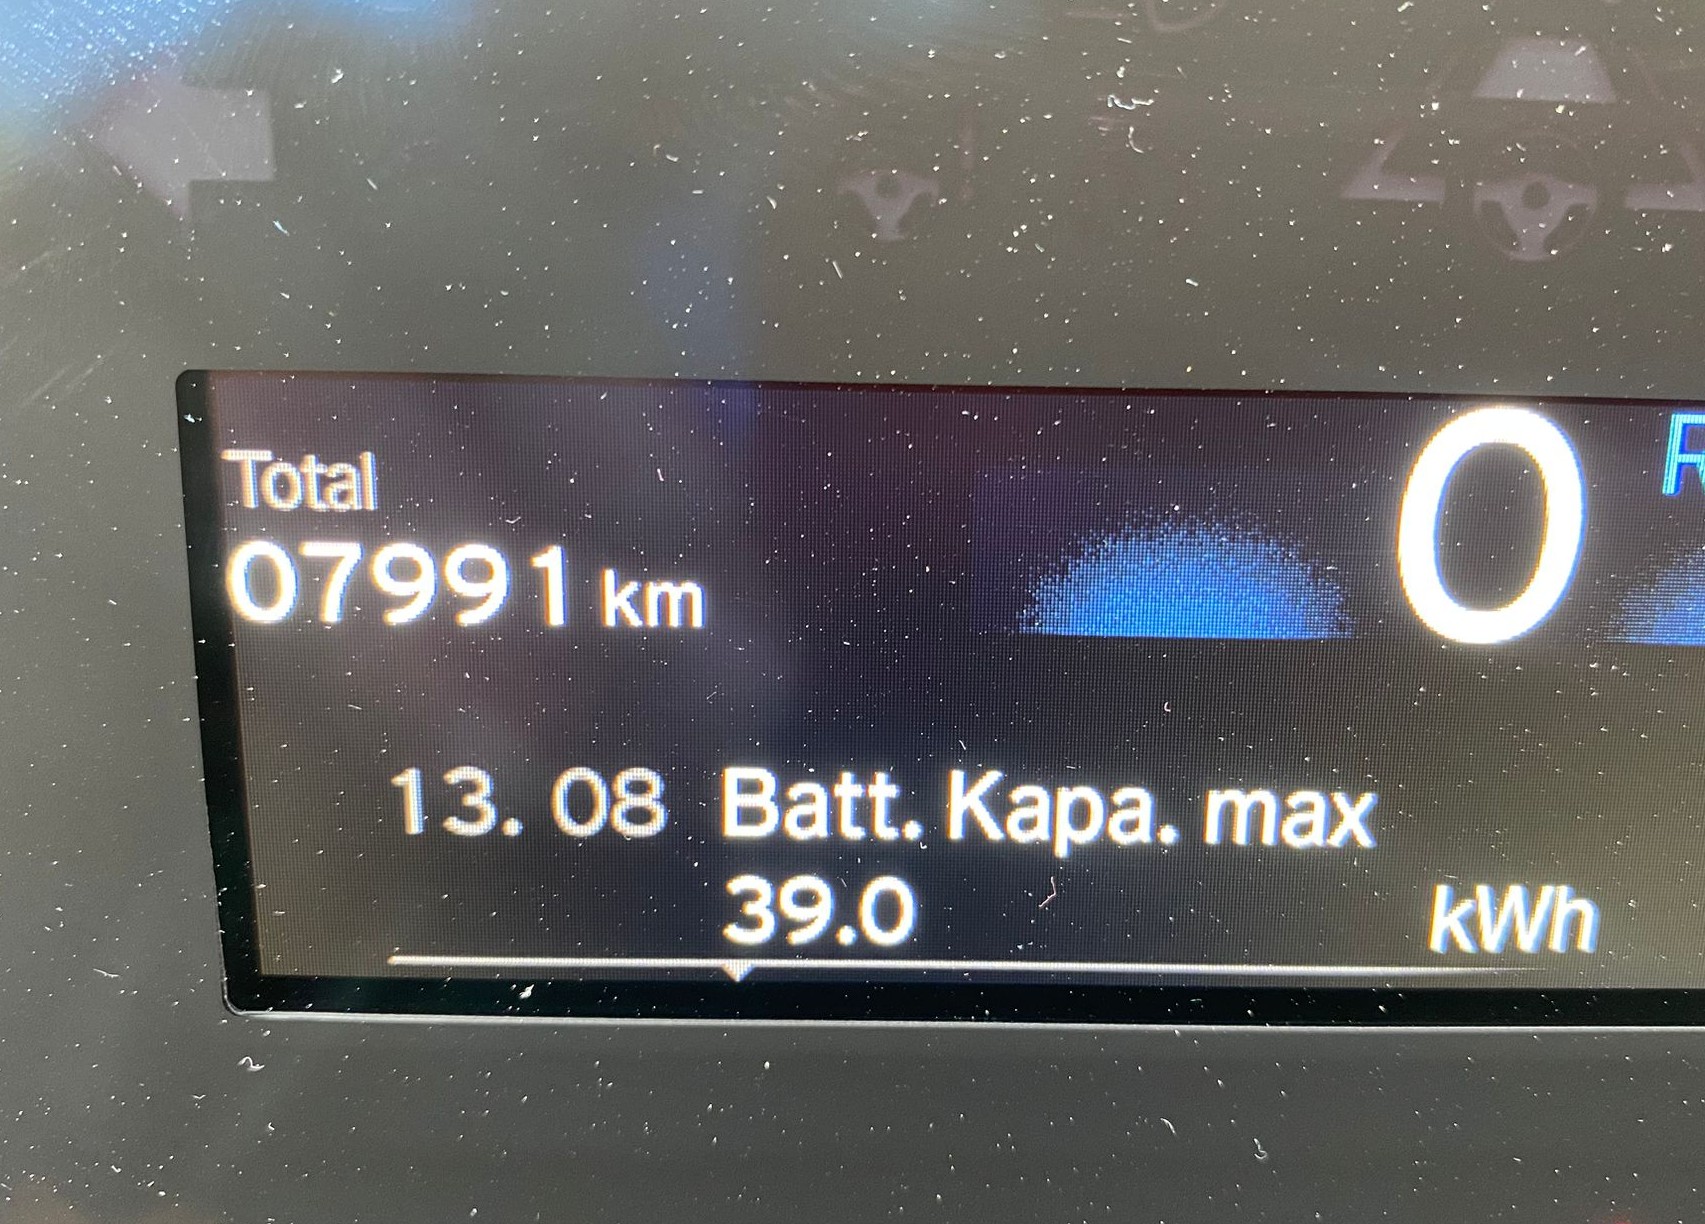 Total
07991 km
0
13. 08 Batt. Kapa. max
39.0 kWh